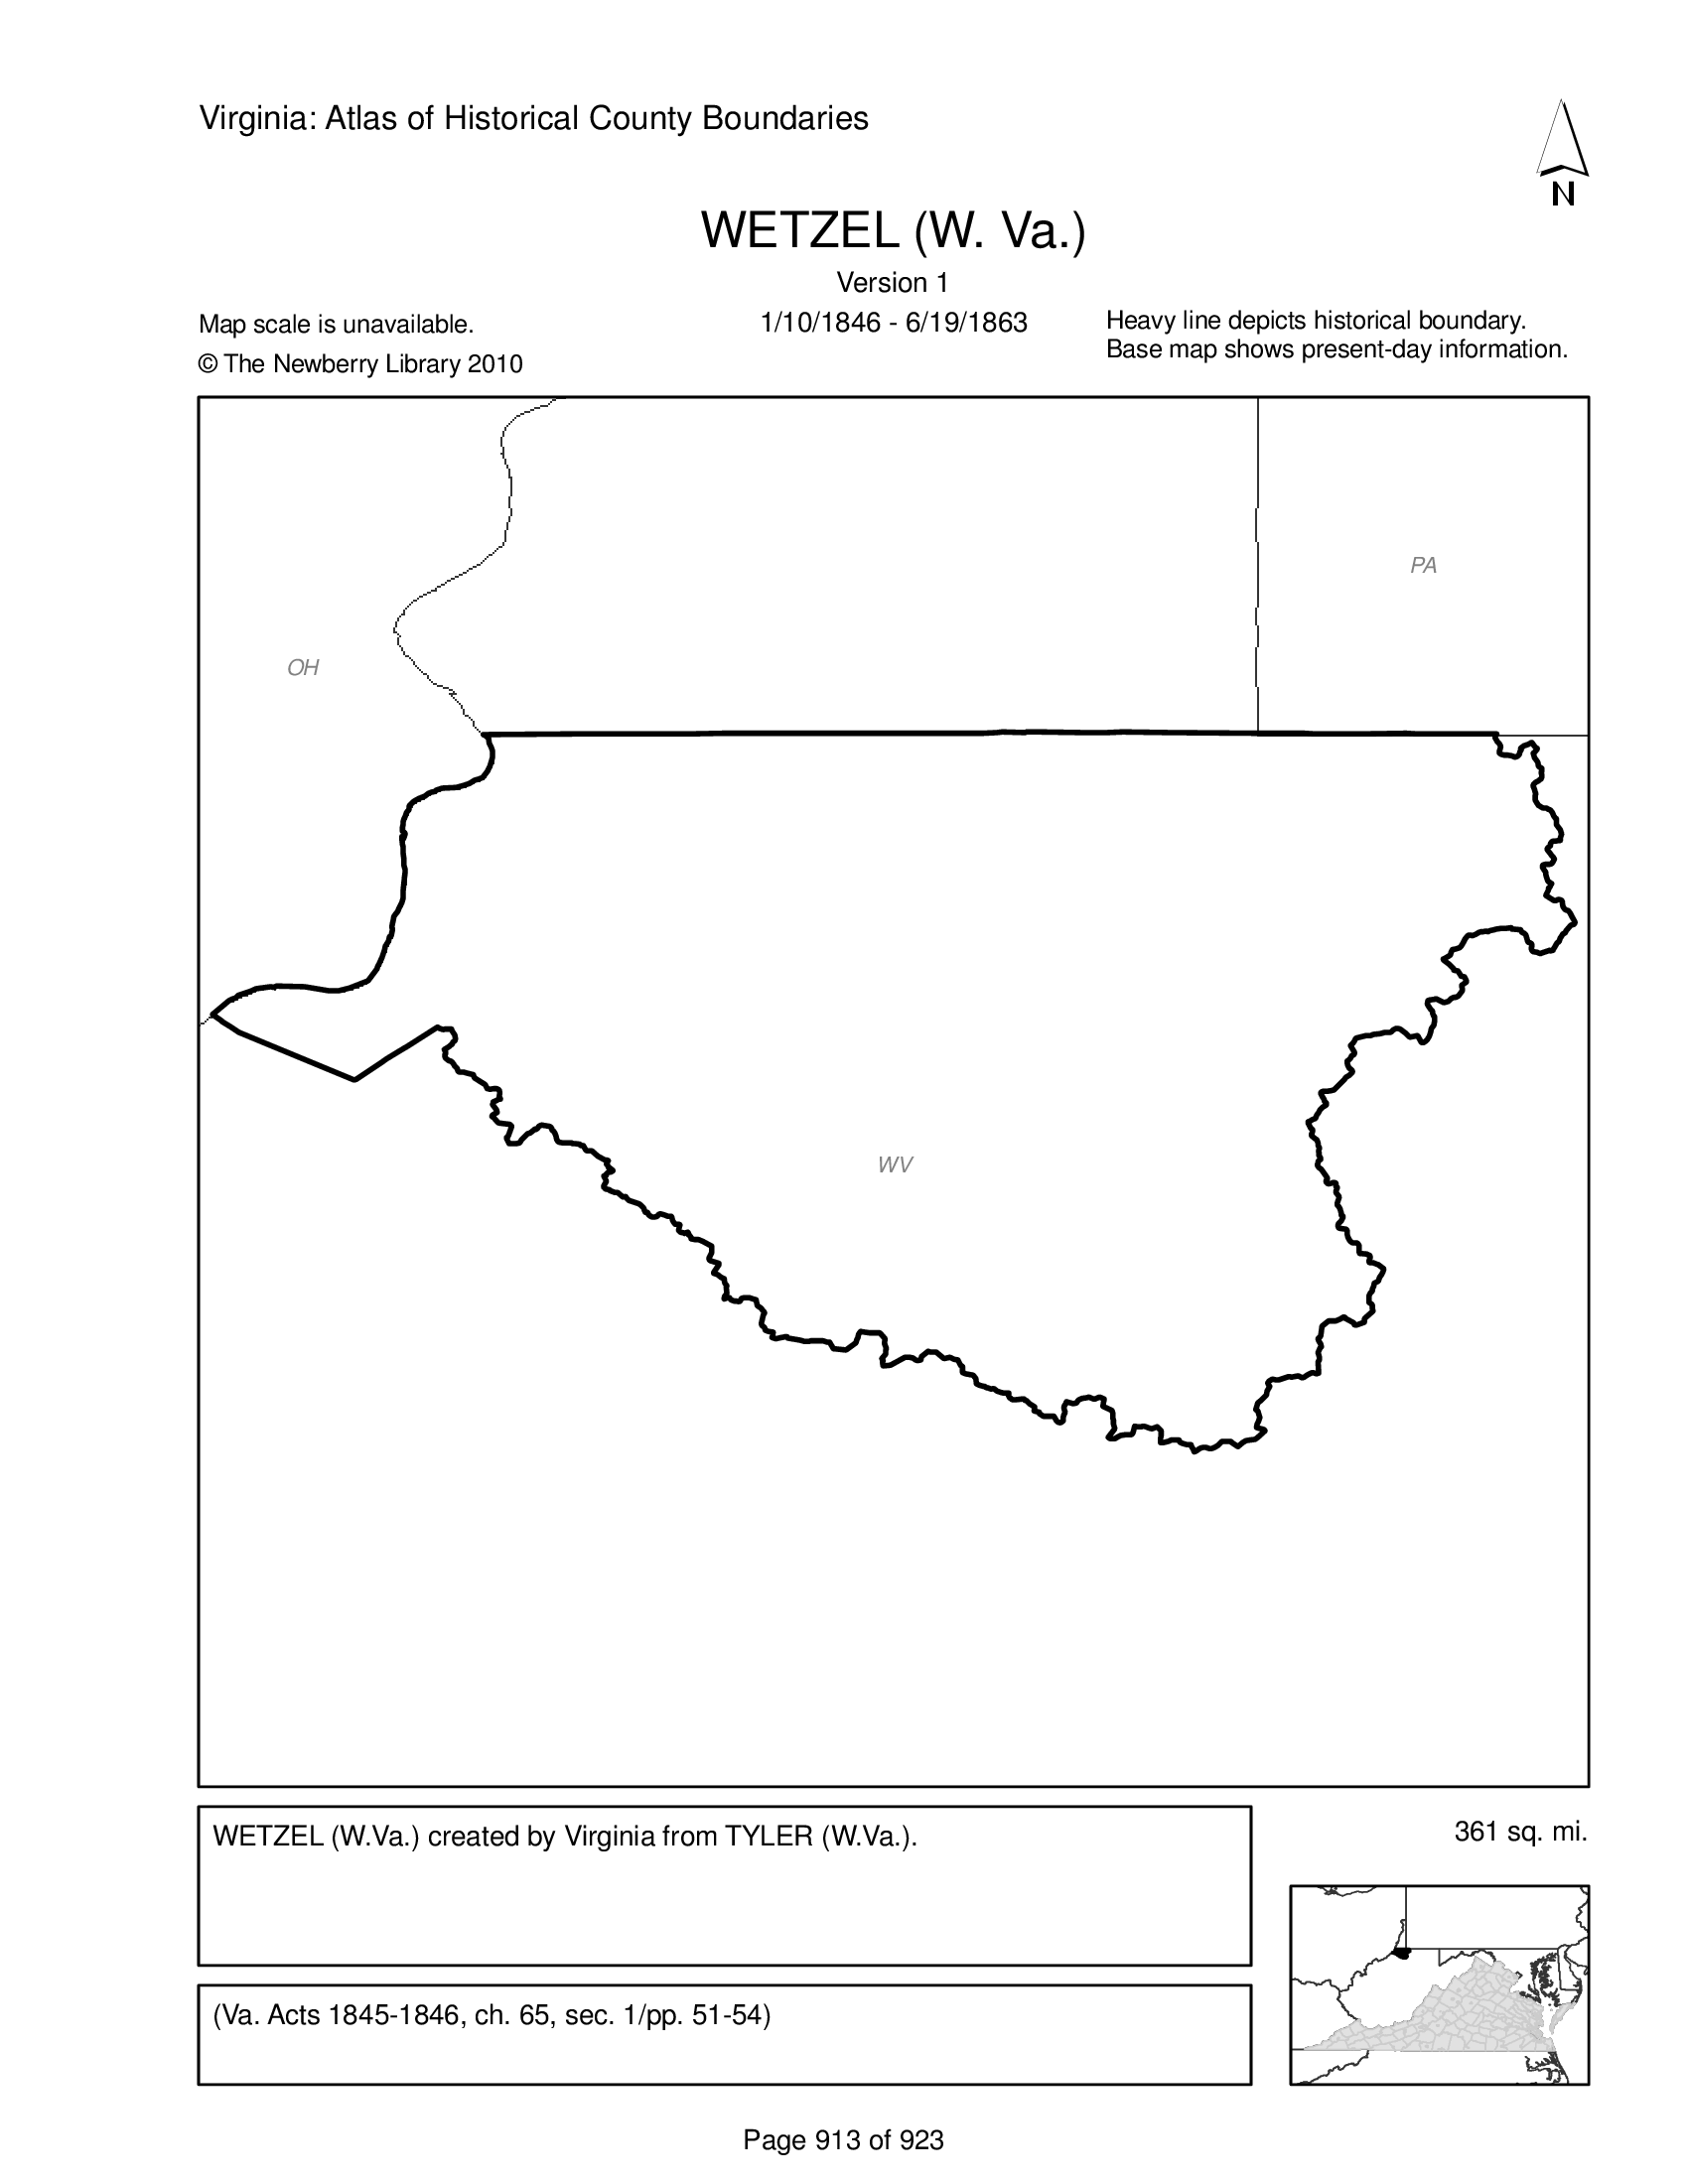 Virginia: Atlas of Historical County Boundaries
N
WETZEL (W. Va.)
Version 1
Map scale is unavailable.
1/10/1846 - 6/19/1863
Heavy line depicts historical boundary.
Base map shows present-day information.
© The Newberry Library 2010
PA
OH
WV
WETZEL (W.Va.) created by Virginia from TYLER (W.Va.).
361 sq. mi.
(Va. Acts 1845-1846, ch. 65, sec. 1/pp. 51-54)
Page 913 of 923